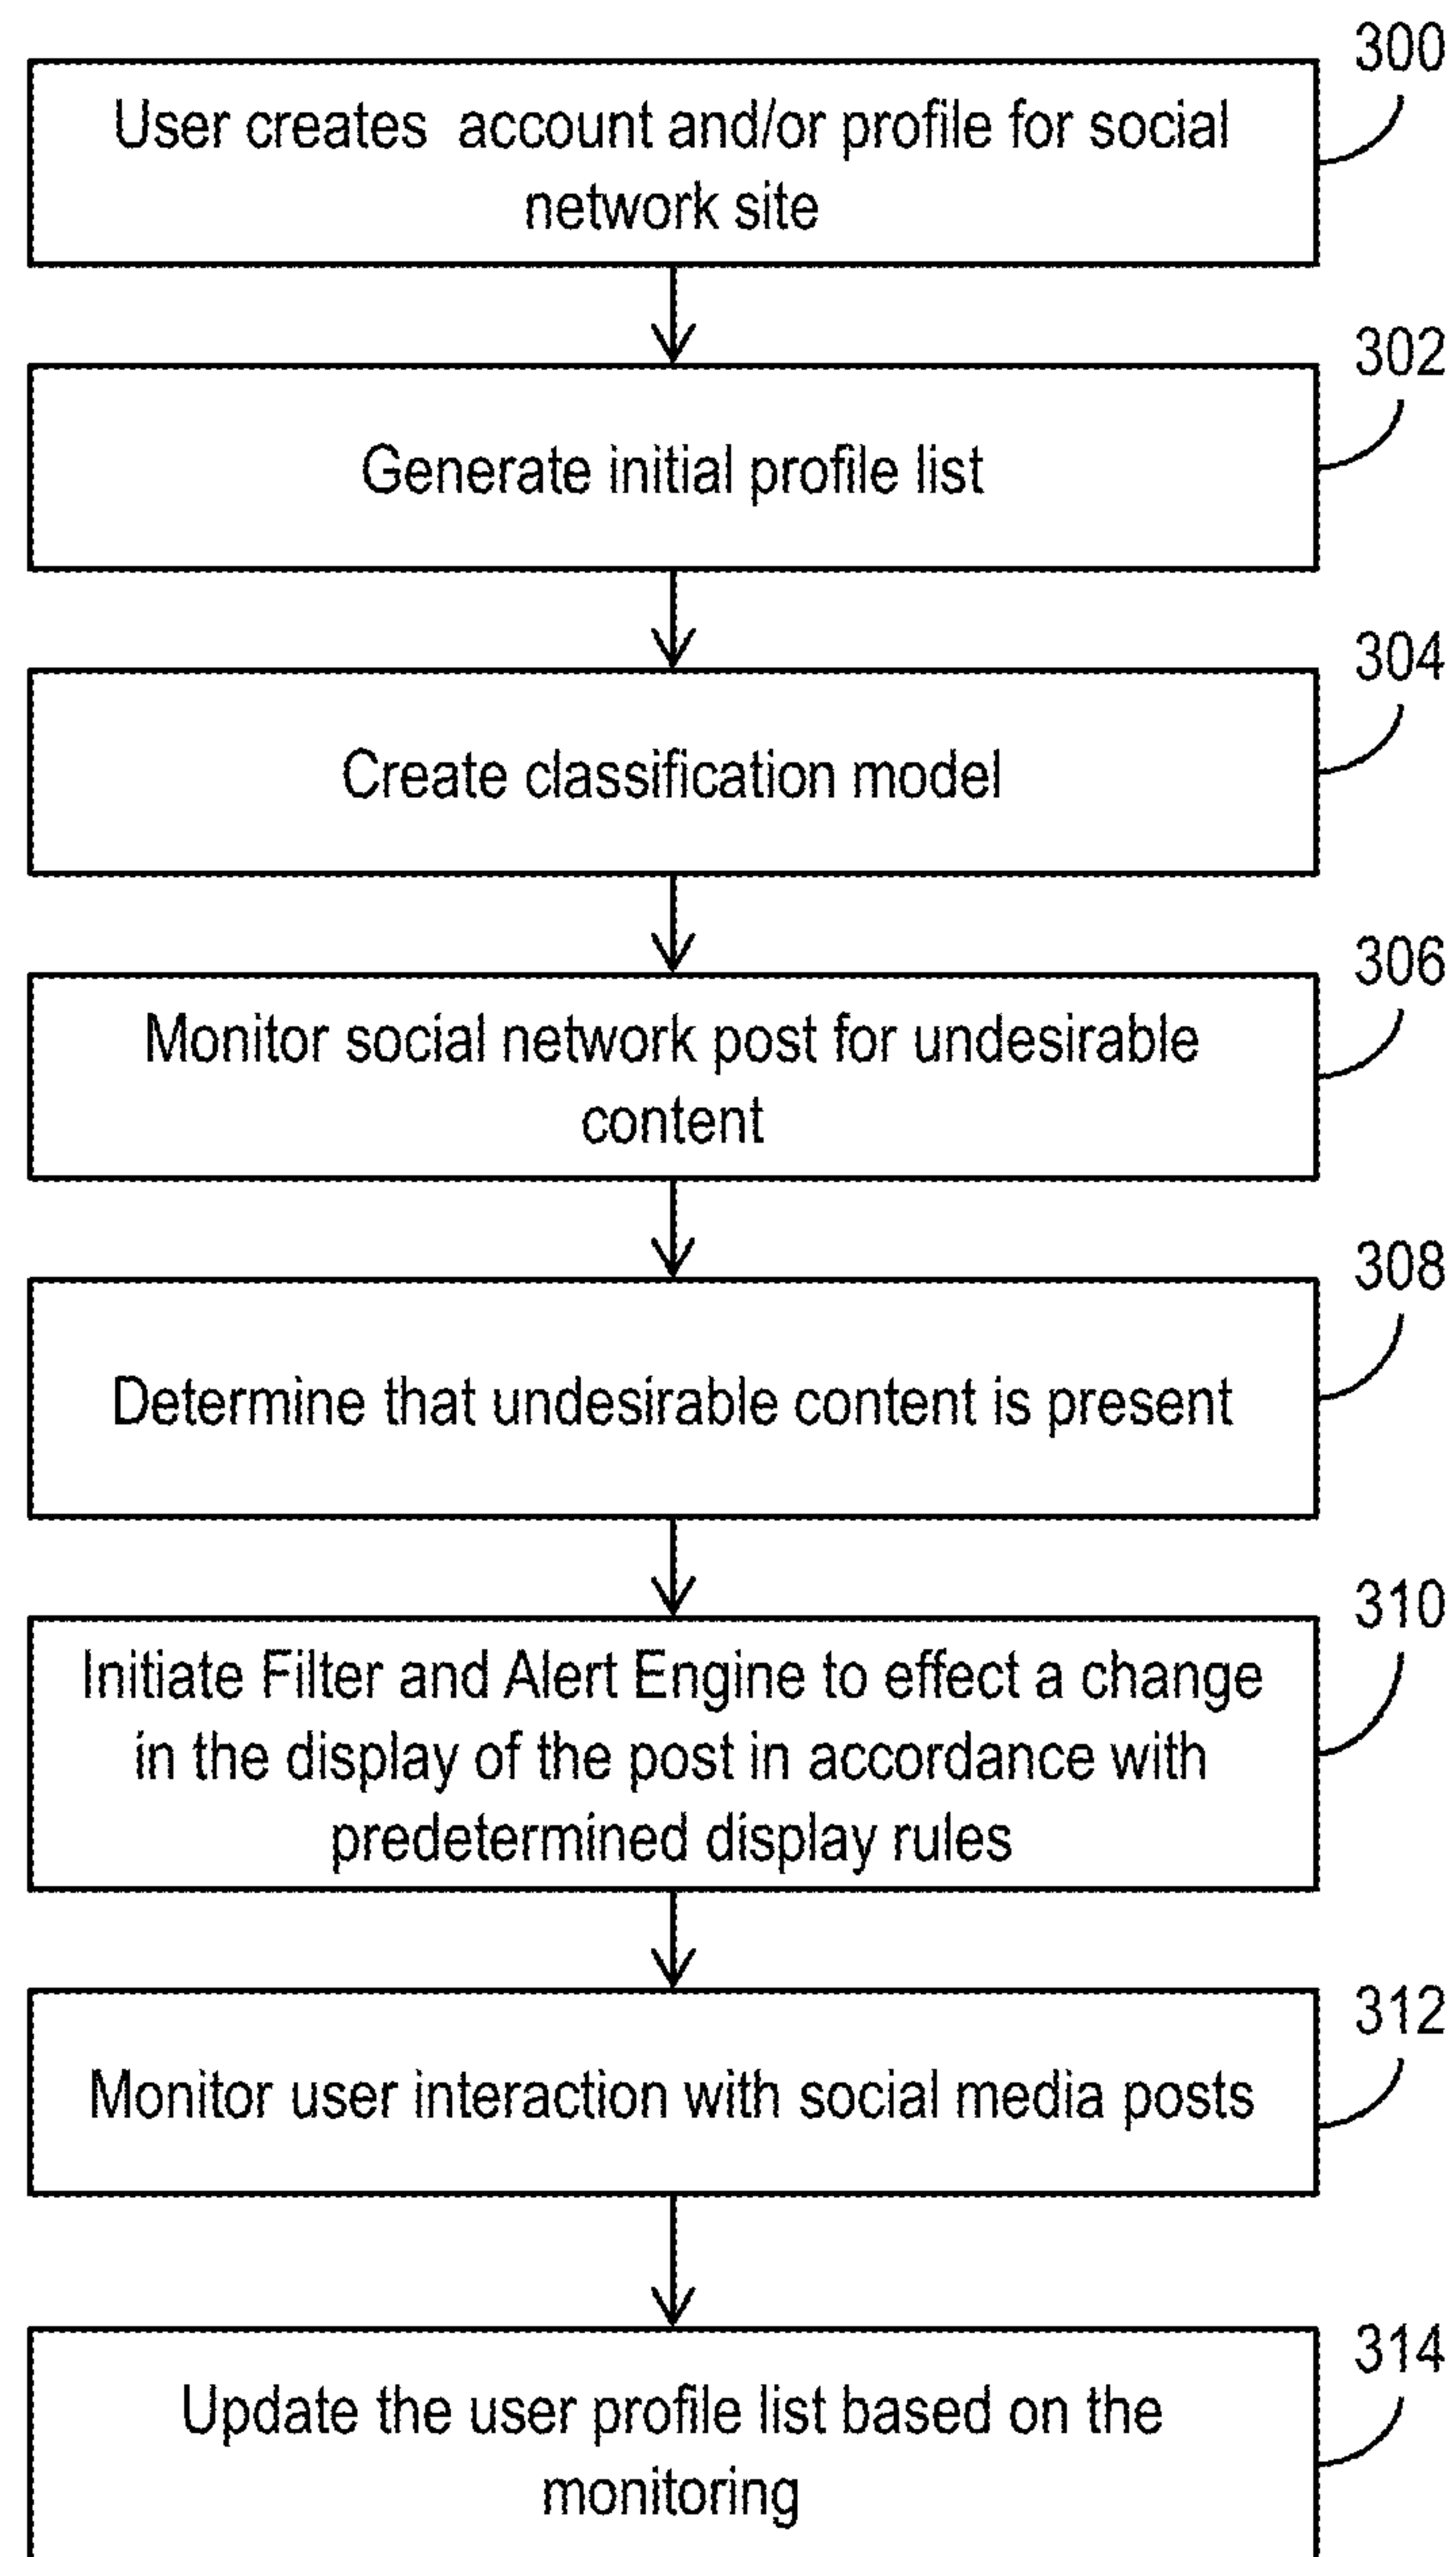 300
User creates account and/or profile for social
network site
302
Generate initial profile list
304
Create classification model
306
Monitor social network post for undesirable
content
308
Determine that undesirable content is present
310
Initiate Filter and Alert Engine to effect a change
in the display of the post in accordance with
predetermined display rules
312
Monitor user interaction with social media posts
314
Update the user profile list based on the
monitoring